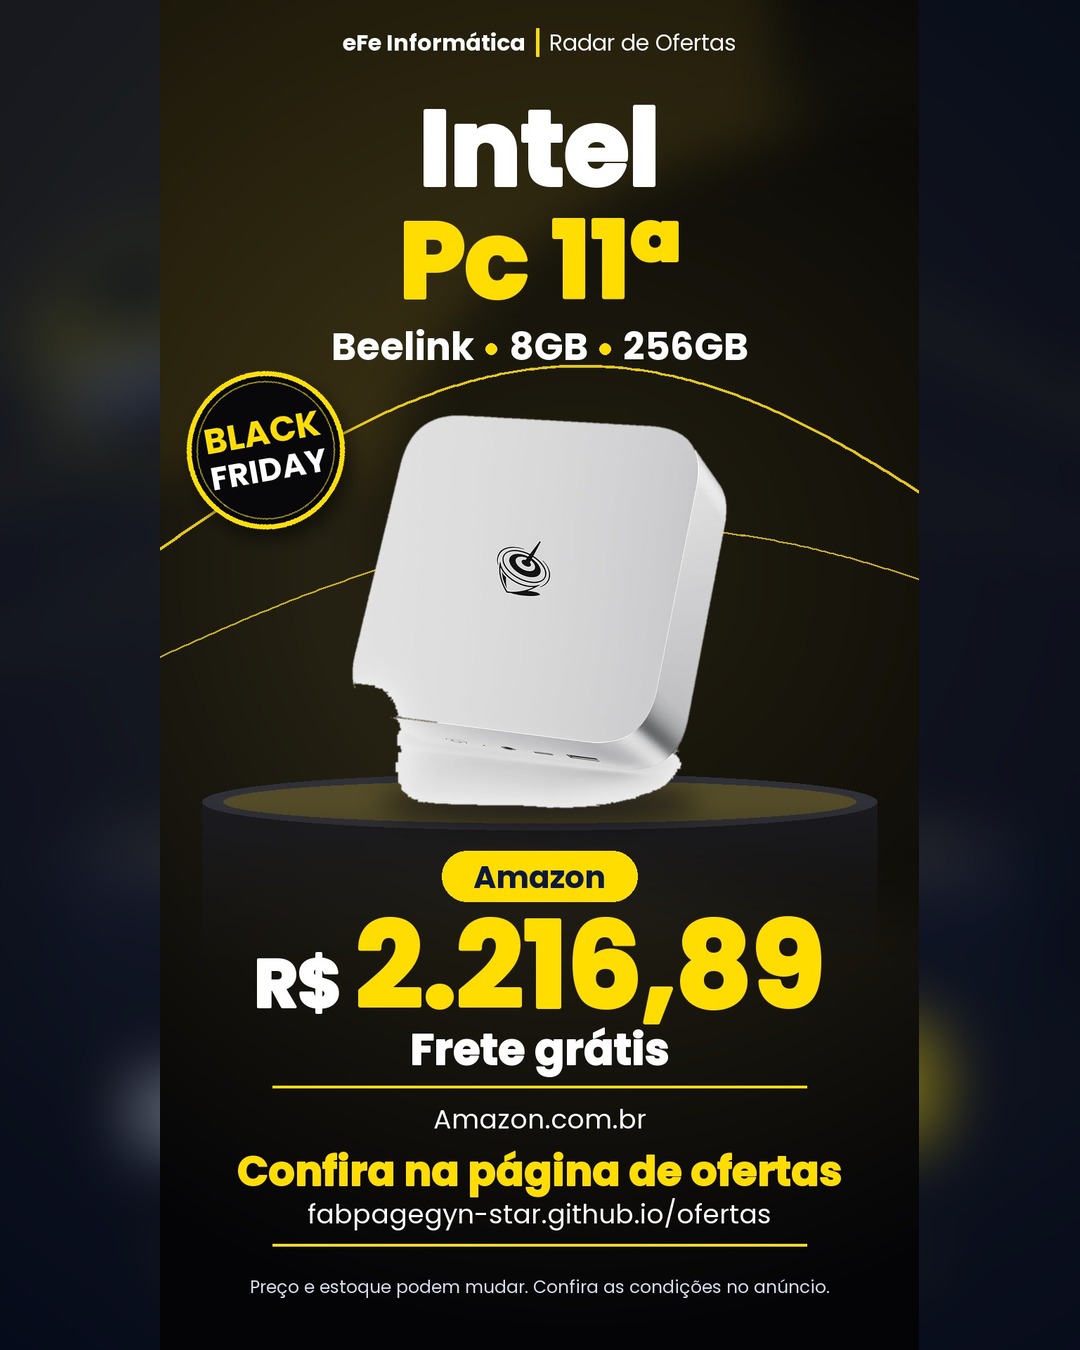 eFe Informática | Radar de Ofertas
Intel
Pc 11ª
Beelink • 8GB • 256GB
BLACK
FRIDAY
Amazon
R$ 2.216,89
Frete grátis
Amazon.com.br
Confira na página de ofertas
fabpagegyn-star.github.io/ofertas
Preço e estoque podem mudar. Confira as condições no anúncio.